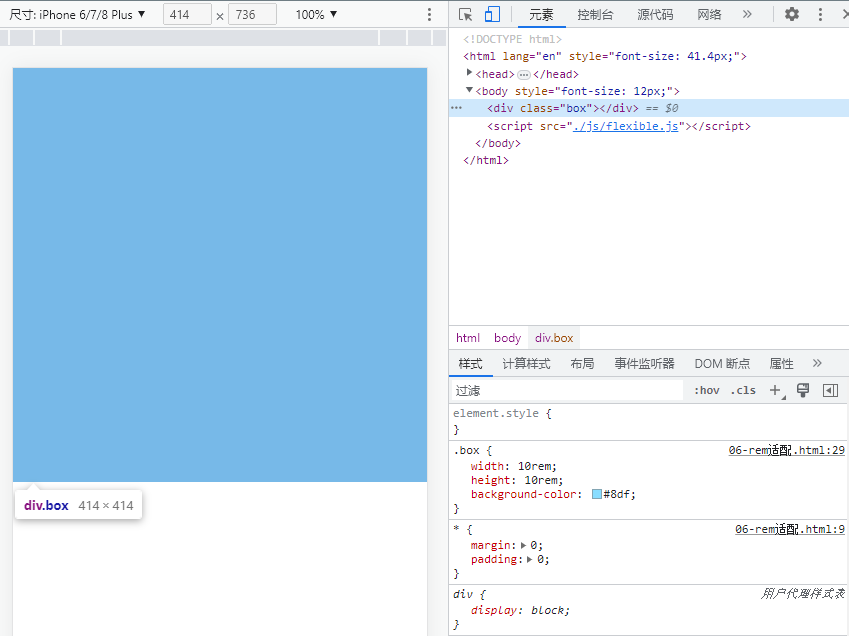 尺寸: iPhone 6/7/8 Plus ▼ 414 × 736 100% ▼
元素 控制台 源代码 网络 »
<!DOCTYPE html>
<html lang="en" style="font-size: 41.4px;">
▶<head>…</head>
▼<body style="font-size: 12px;">
<div class="box"></div> == $0
<script src="./js/flexible.js"></script>
</body>
</html>
html body div.box
样式 计算样式 布局 事件监听器 DOM 断点 属性 »
过滤 :hov .cls +
element.style {
}
.box { 06-rem适配.html:29
width: 10rem;
height: 10rem;
background-color: #8df;
}
* { 06-rem适配.html:9
margin: ▶ 0;
padding: ▶ 0;
}
div { 用户代理样式表
display: block;
}
div.box 414 × 414